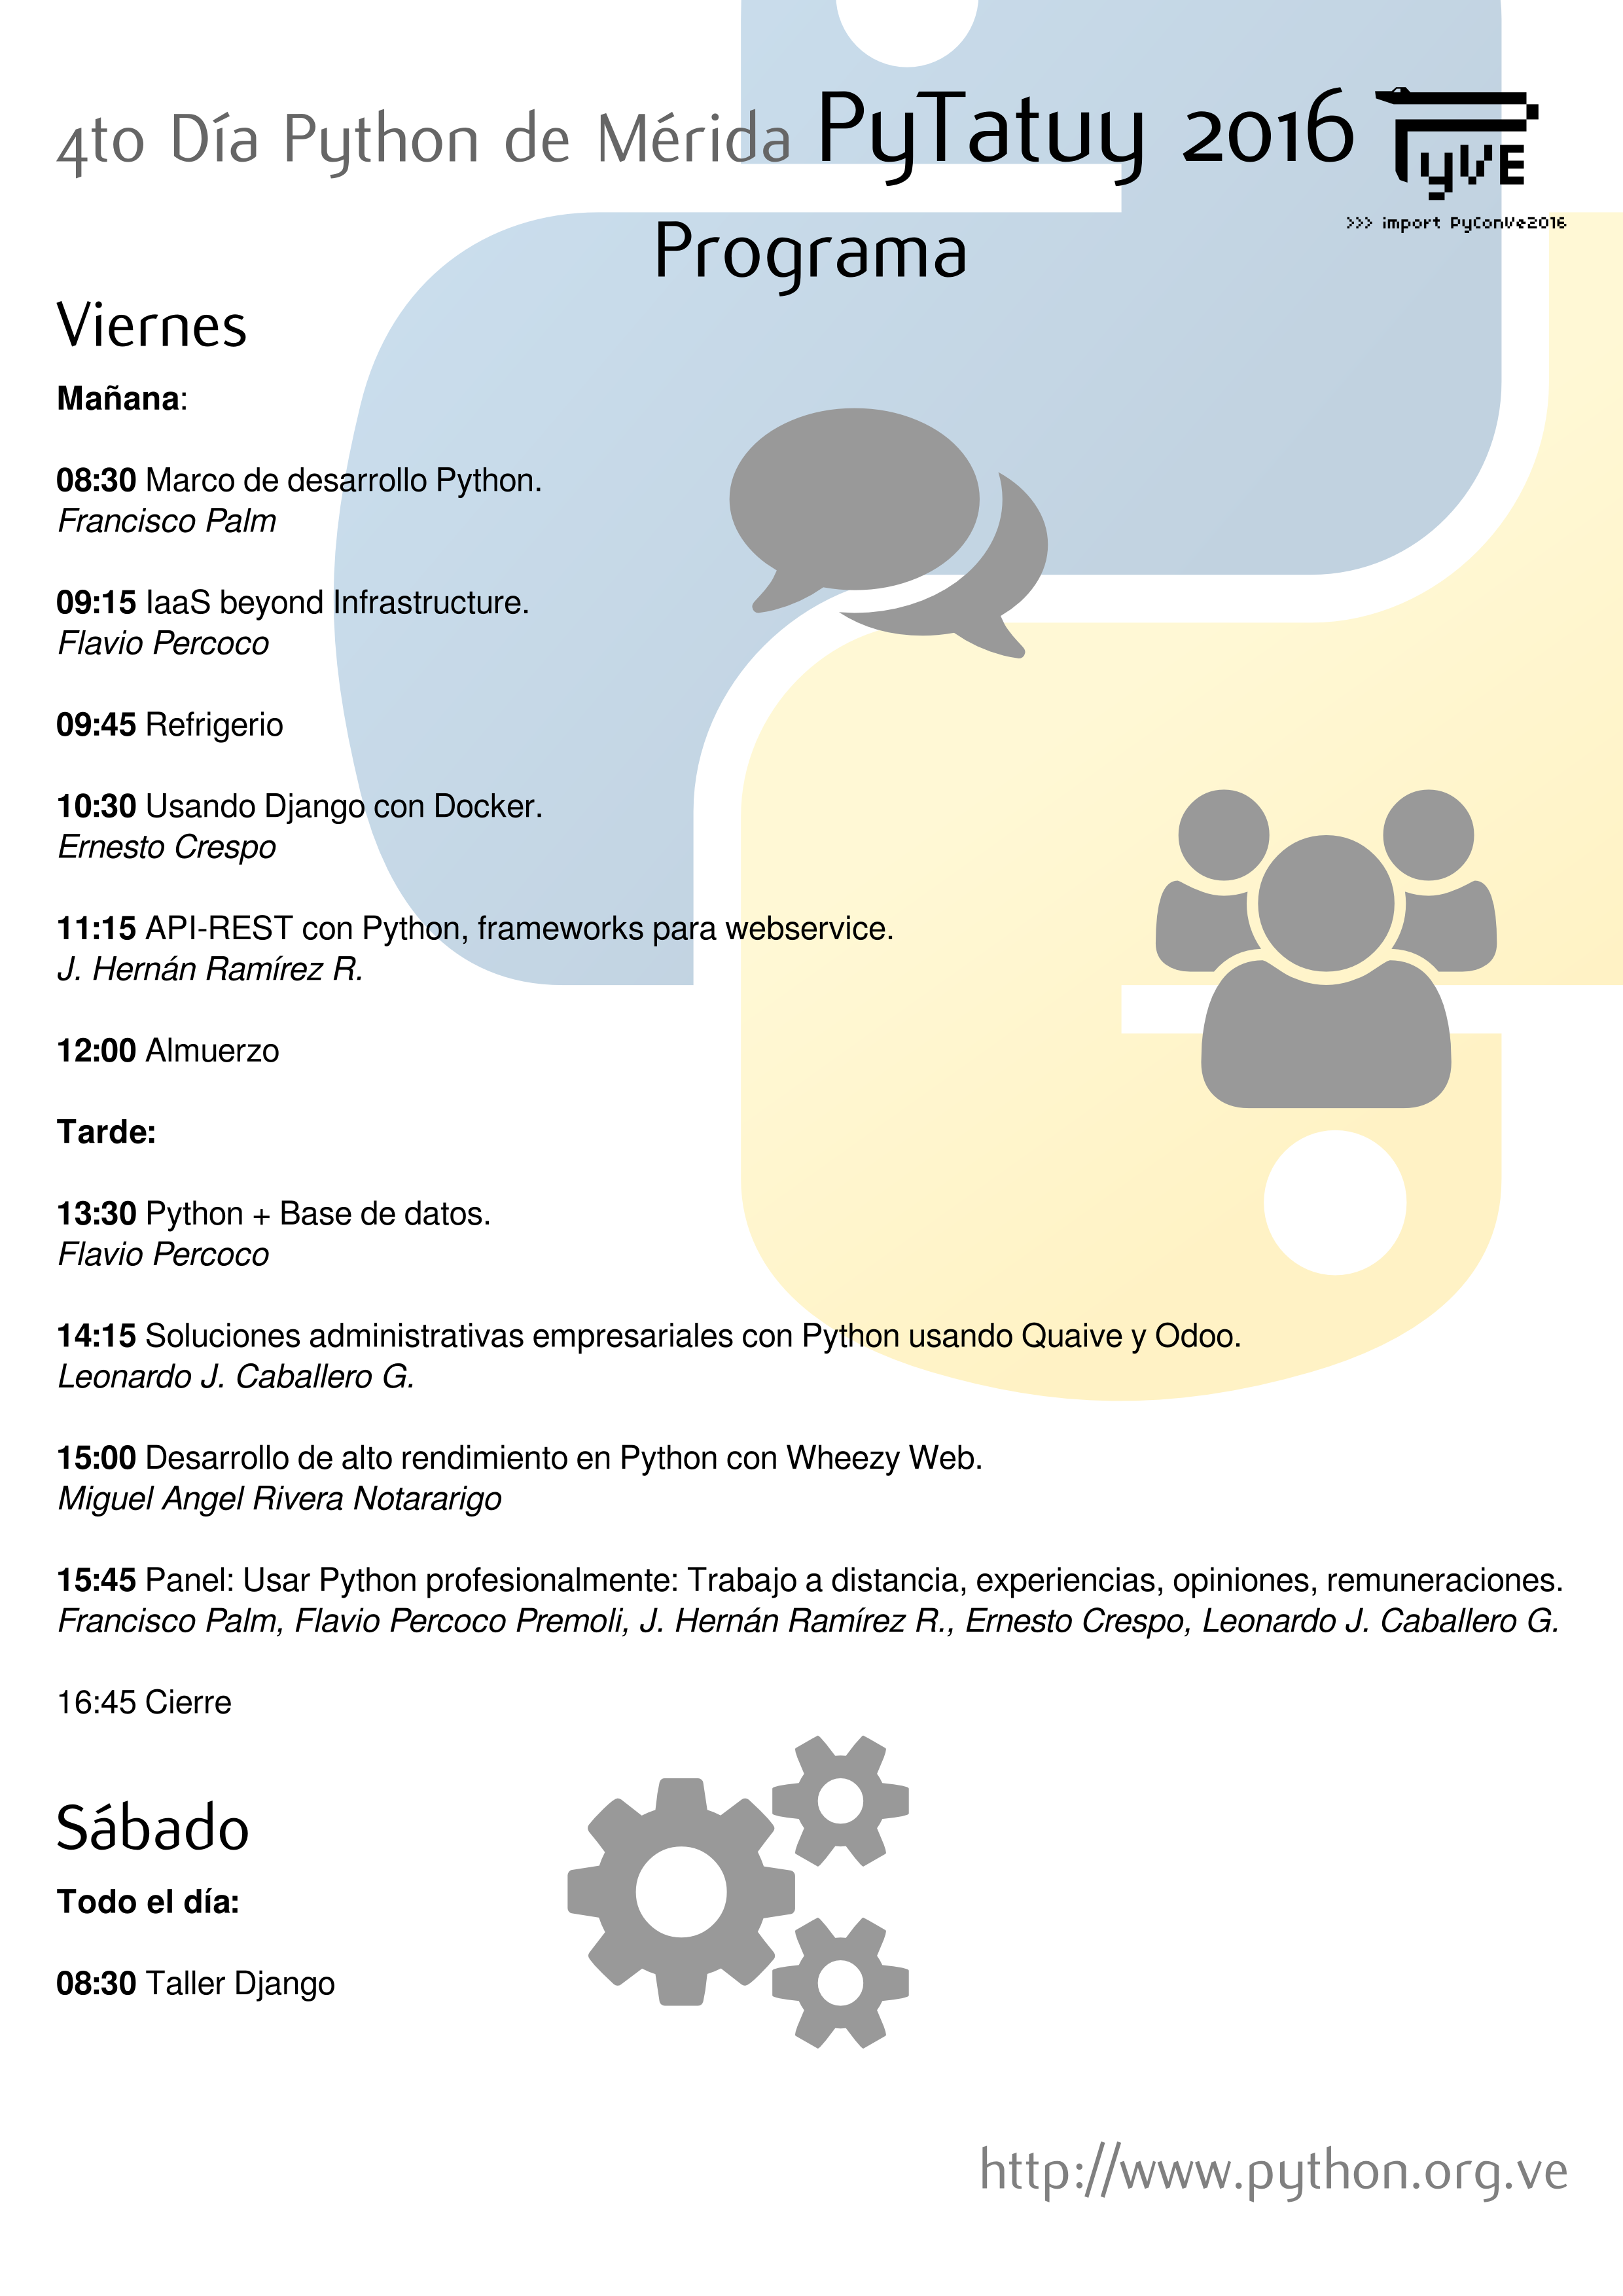 4to Día Python de Mérida PyTatuy 2016
yVE
>>> import PyConVe2016
Programa
Viernes
Mañana:
08:30 Marco de desarrollo Python.
Francisco Palm
09:15 IaaS beyond Infrastructure.
Flavio Percoco
09:45 Refrigerio
10:30 Usando Django con Docker.
Ernesto Crespo
11:15 API-REST con Python, frameworks para webservice.
J. Hernán Ramírez R.
12:00 Almuerzo
Tarde:
13:30 Python + Base de datos.
Flavio Percoco
14:15 Soluciones administrativas empresariales con Python usando Quaive y Odoo.
Leonardo J. Caballero G.
15:00 Desarrollo de alto rendimiento en Python con Wheezy Web.
Miguel Angel Rivera Notararigo
15:45 Panel: Usar Python profesionalmente: Trabajo a distancia, experiencias, opiniones, remuneraciones.
Francisco Palm, Flavio Percoco Premoli, J. Hernán Ramírez R., Ernesto Crespo, Leonardo J. Caballero G.
16:45 Cierre
Sábado
Todo el día:
08:30 Taller Django
http://www.python.org.ve